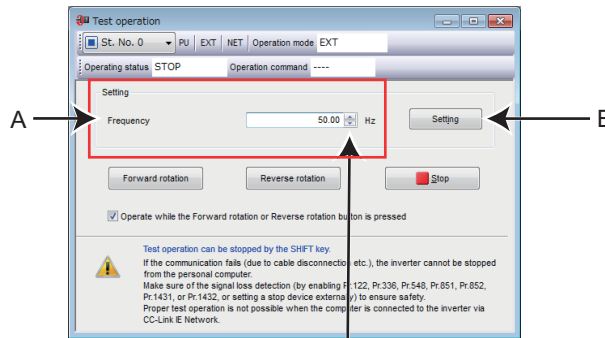 Test operation
St. No. 0 PU EXT NET Operation mode EXT
Operating status STOP Operation command ----
Setting
A Frequency 50.00 Hz Setting
Forward rotation Reverse rotation Stop
Operate while the Forward rotation or Reverse rotation button is pressed
Test operation can be stopped by the SHIFT key.
If the communication fails (due to cable disconnection etc.), the inverter cannot be stopped
from the personal computer.
Make sure of the signal loss detection (by enabling Pr.122, Pr.336, Pr.548, Pr.851, Pr.852,
Pr.1431, or Pr.1432, or setting a stop device externally) to ensure safety.
Proper test operation is not possible when the computer is connected to the inverter via
CC-Link IE Network.